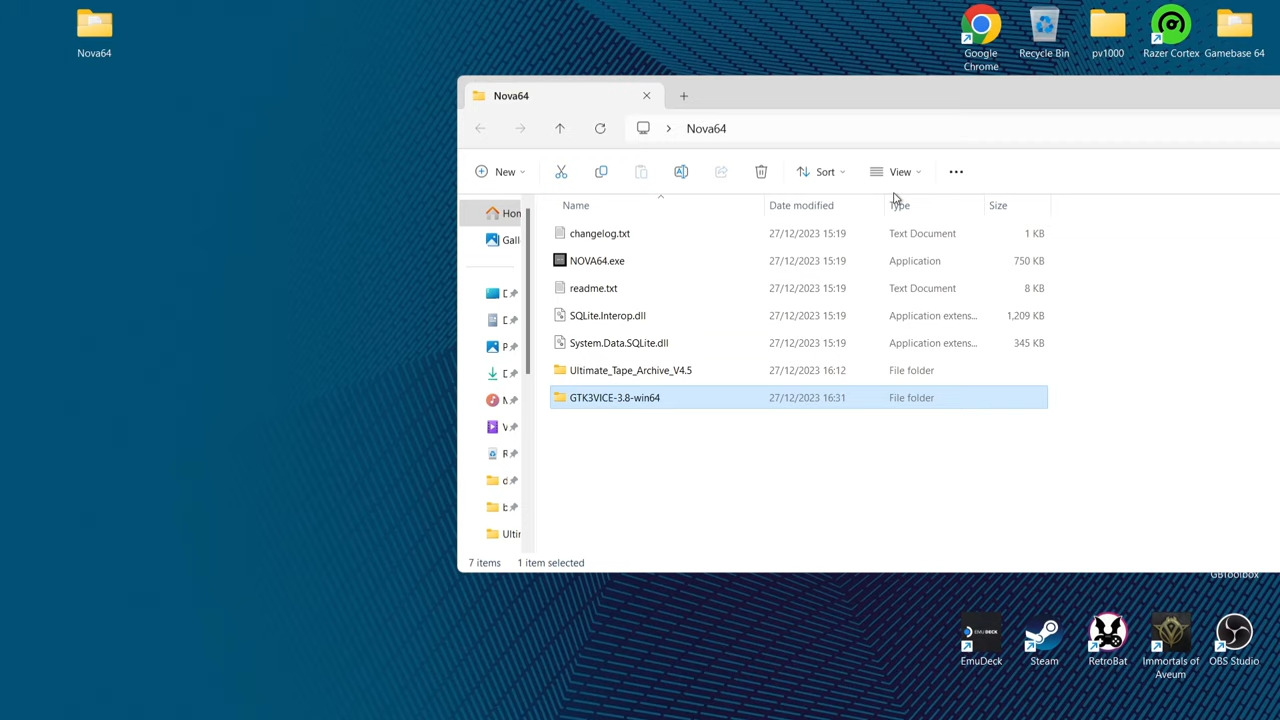 Nova64
Google
Chrome
Recycle Bin
pv1000
Razer Cortex
Gamebase 64
Nova64
Nova64
New
Sort
View
Name
Date modified
Type
Size
changelog.txt
27/12/2023 15:19
Text Document
1 KB
NOVA64.exe
27/12/2023 15:19
Application
750 KB
readme.txt
27/12/2023 15:19
Text Document
8 KB
SQLite.Interop.dll
27/12/2023 15:19
Application extens...
1,209 KB
System.Data.SQLite.dll
27/12/2023 15:19
Application extens...
345 KB
Ultimate_Tape_Archive_V4.5
27/12/2023 16:12
File folder
GTK3VICE-3.8-win64
27/12/2023 16:31
File folder
7 items
1 item selected
GBToolbox
EMUDECK
EmuDeck
Steam
RetroBat
Immortals of
Aveum
OBS Studio